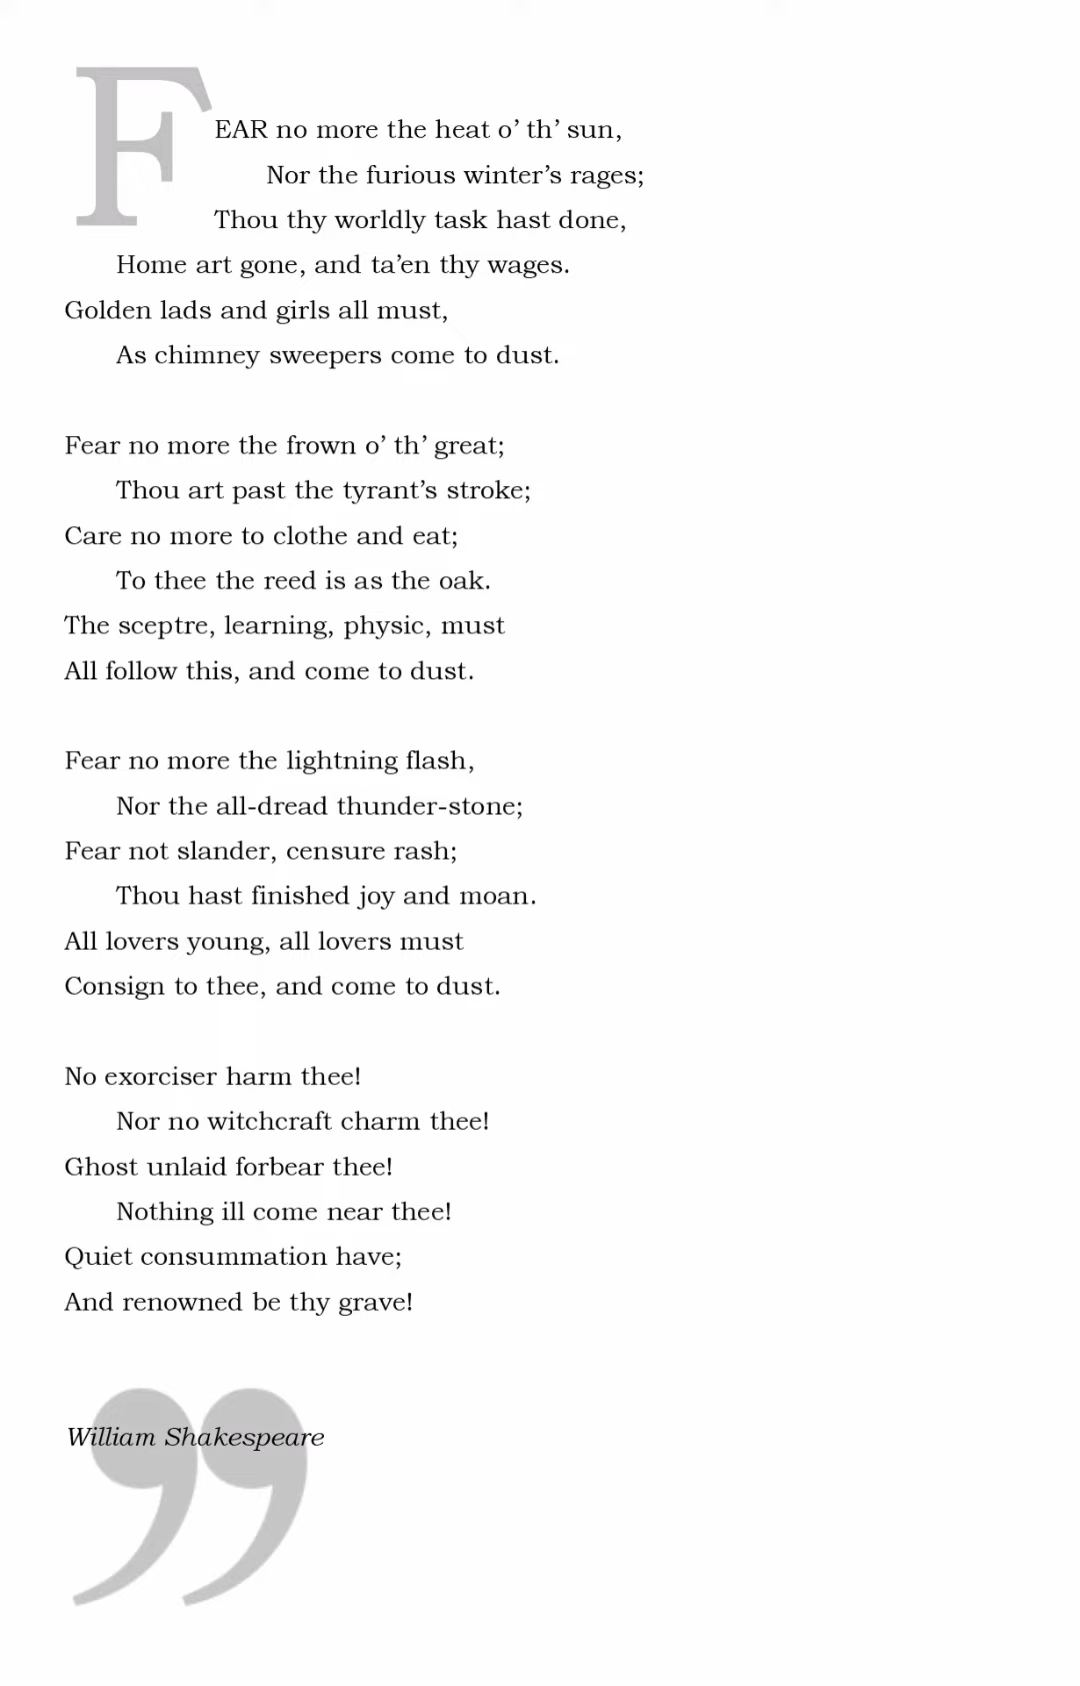 FEAR no more the heat o’ th’ sun,
Nor the furious winter’s rages;
Thou thy worldly task hast done,
Home art gone, and ta’en thy wages.
Golden lads and girls all must,
As chimney sweepers come to dust.
Fear no more the frown o’ th’ great;
Thou art past the tyrant’s stroke;
Care no more to clothe and eat;
To thee the reed is as the oak.
The sceptre, learning, physic, must
All follow this, and come to dust.
Fear no more the lightning flash,
Nor the all-dread thunder-stone;
Fear not slander, censure rash;
Thou hast finished joy and moan.
All lovers young, all lovers must
Consign to thee, and come to dust.
No exorciser harm thee!
Nor no witchcraft charm thee!
Ghost unlaid forbear thee!
Nothing ill come near thee!
Quiet consummation have;
And renowned be thy grave!
William Shakespeare
”